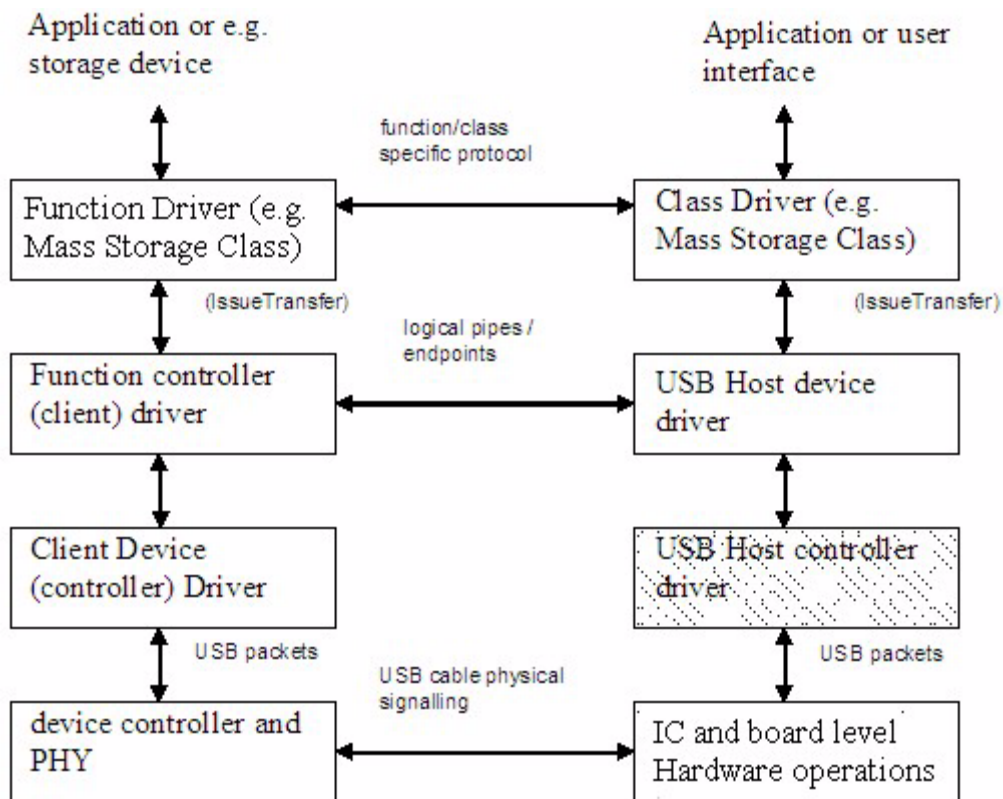 Application or e.g.
storage device
Application or user
interface
function/class
specific protocol
Function Driver (e.g.
Mass Storage Class)
Class Driver (e.g.
Mass Storage Class)
(IssueTransfer)
(IssueTransfer)
logical pipes /
endpoints
Function controller
(client) driver
USB Host device
driver
Client Device
(controller) Driver
USB Host controller
driver
USB packets
USB packets
USB cable physical
signalling
device controller and
PHY
IC and board level
Hardware operations